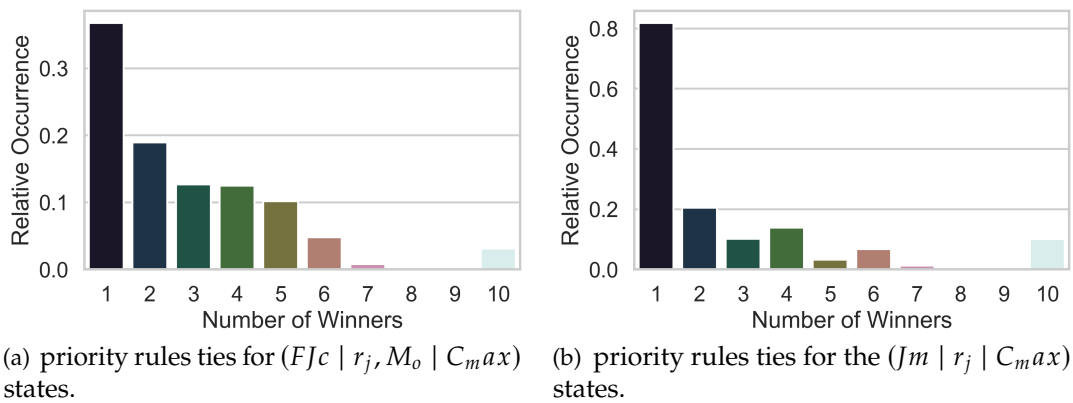 Relative Occurrence
0.3
0.2
0.1
0.0
1 2 3 4 5 6 7 8 9 10
Number of Winners
(a) priority rules ties for (FJc | r_j, M_o | C_max)
states.
Relative Occurrence
0.8
0.6
0.4
0.2
0.0
1 2 3 4 5 6 7 8 9 10
Number of Winners
(b) priority rules ties for the (Jm | r_j | C_max)
states.